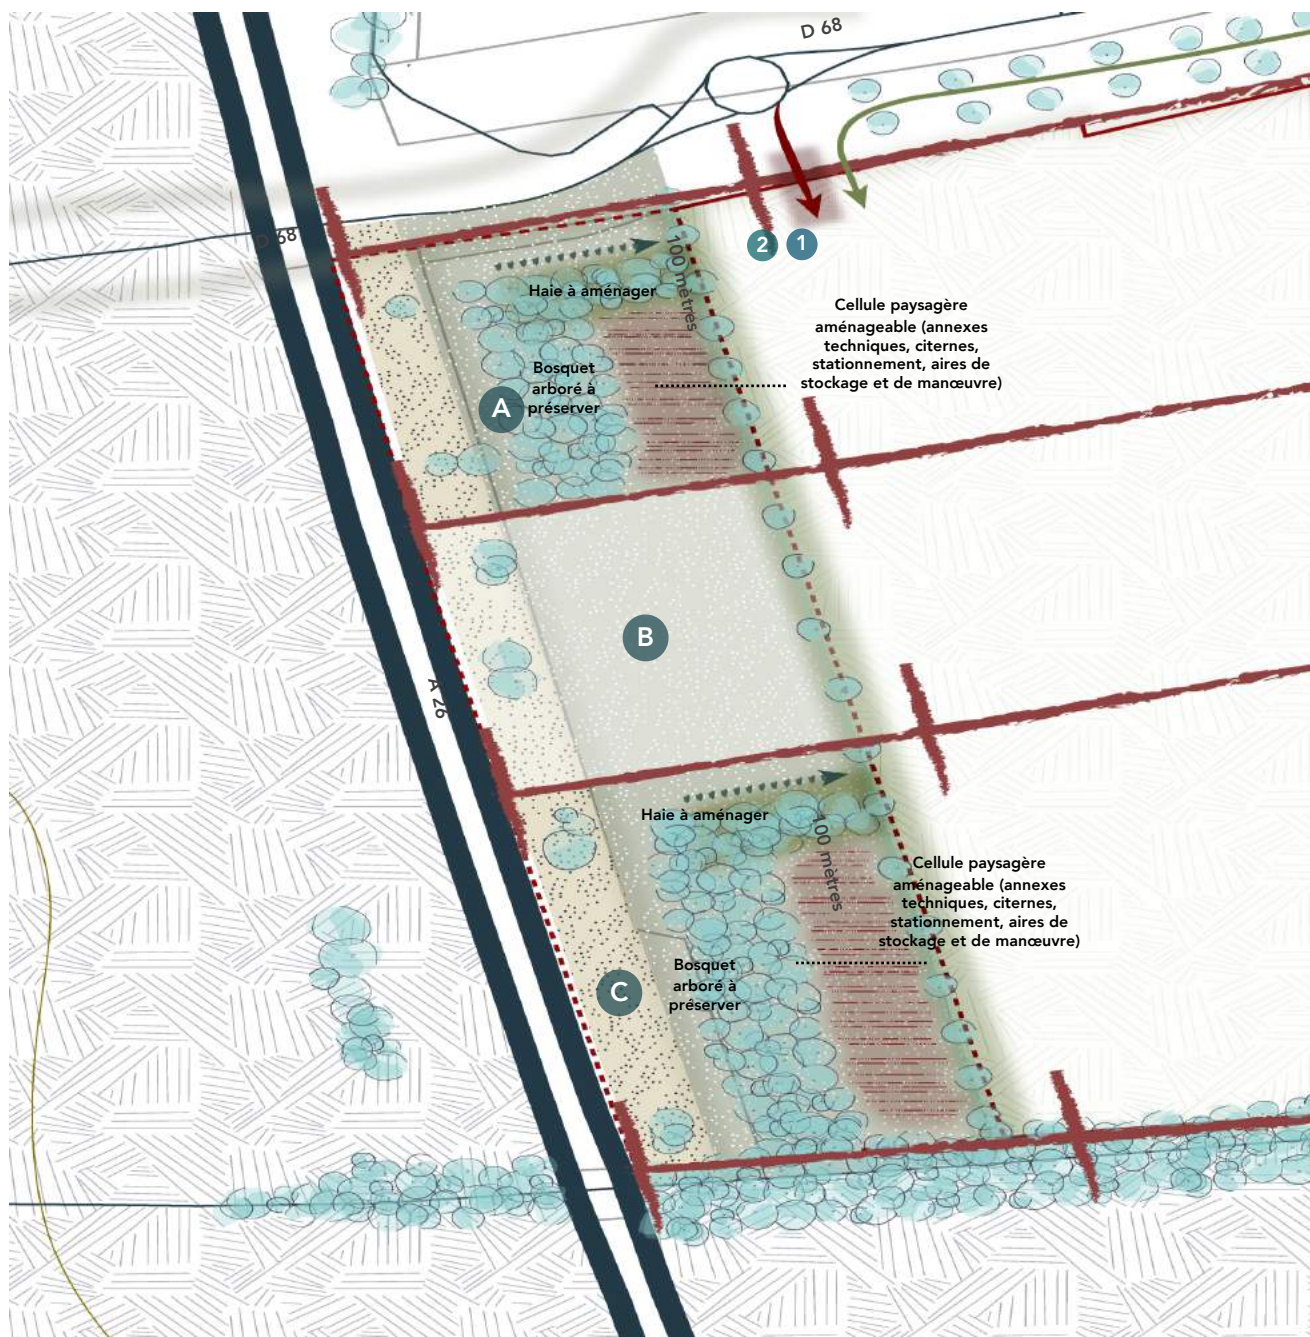 D 68
D 68
2
1
100 mètres
Haie à aménager
Cellule paysagère
aménageable (annexes
techniques, citernes,
stationnement, aires de
stockage et de manœuvre)
Bosquet
arboré à
préserver
A
B
A 26
Haie à aménager
100 mètres
Cellule paysagère
aménageable (annexes
techniques, citernes,
stationnement, aires de
stockage et de manœuvre)
Bosquet
arboré à
préserver
C